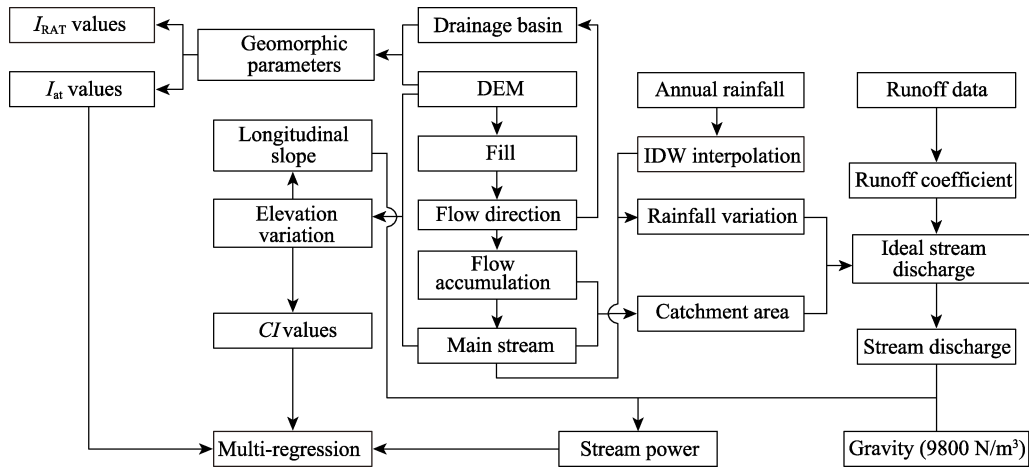 I_RAT values
Drainage basin
Geomorphic
parameters
I_at values
DEM
Annual rainfall
Runoff data
Longitudinal
slope
Fill
IDW interpolation
Runoff coefficient
Elevation
variation
Flow direction
Rainfall variation
Ideal stream
discharge
Flow
accumulation
Catchment area
CI values
Main stream
Stream discharge
Multi-regression
Stream power
Gravity (9800 N/m³)